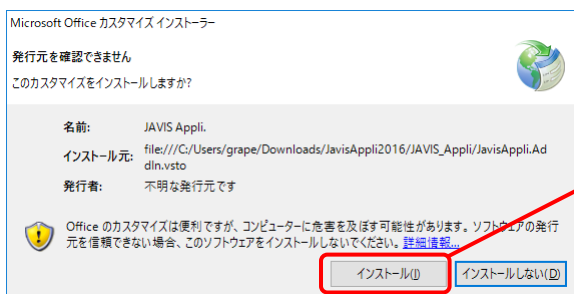 Microsoft Office カスタマイズ インストーラー
発行元を確認できません
このカスタマイズをインストールしますか?
名前: JAVIS Appli.
インストール元: file:///C:/Users/grape/Downloads/JavisAppli2016/JAVIS_Appli/JavisAppli.Ad
dIn.vsto
発行者: 不明な発行元です
Office のカスタマイズは便利ですが、コンピューターに危害を及ぼす可能性があります。ソフトウェアの発行
元を信頼できない場合、このソフトウェアをインストールしないでください。詳細情報...
インストール(I) インストールしない(D)